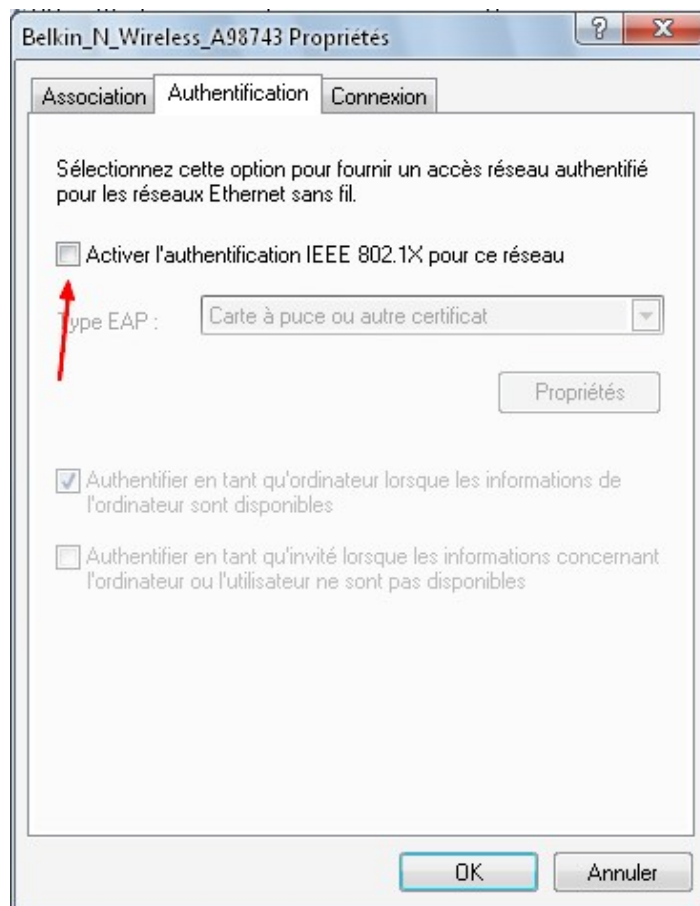 Belkin_N_Wireless_A98743 Propriétés
Association
Authentification
Connexion
Sélectionnez cette option pour fournir un accès réseau authentifié
pour les réseaux Ethernet sans fil.
Activer l'authentification IEEE 802.1X pour ce réseau
Type EAP :
Carte à puce ou autre certificat
Propriétés
Authentifier en tant qu'ordinateur lorsque les informations de
l'ordinateur sont disponibles
Authentifier en tant qu'invité lorsque les informations concernant
l'ordinateur ou l'utilisateur ne sont pas disponibles
OK
Annuler